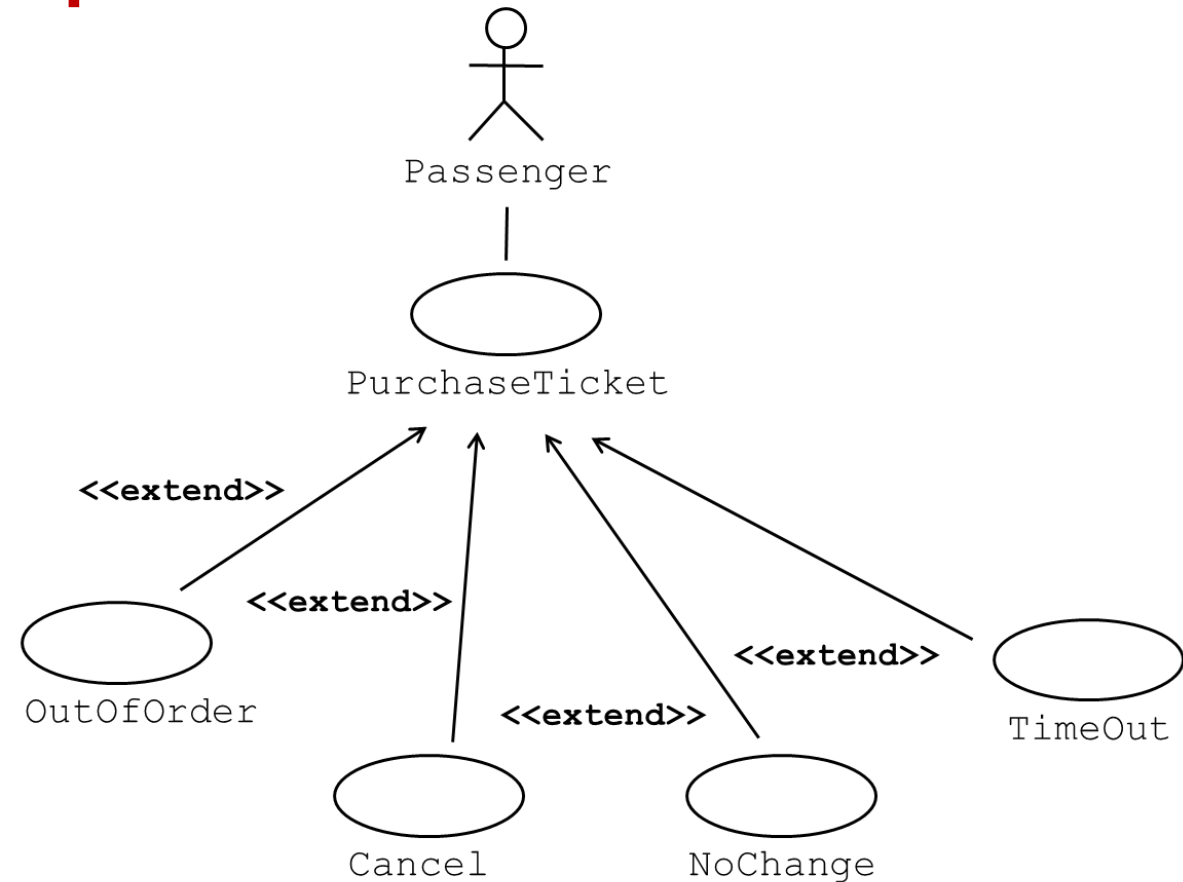 Passenger
PurchaseTicket
<<extend>>
<<extend>>
<<extend>>
<<extend>>
OutOfOrder
TimeOut
Cancel
NoChange